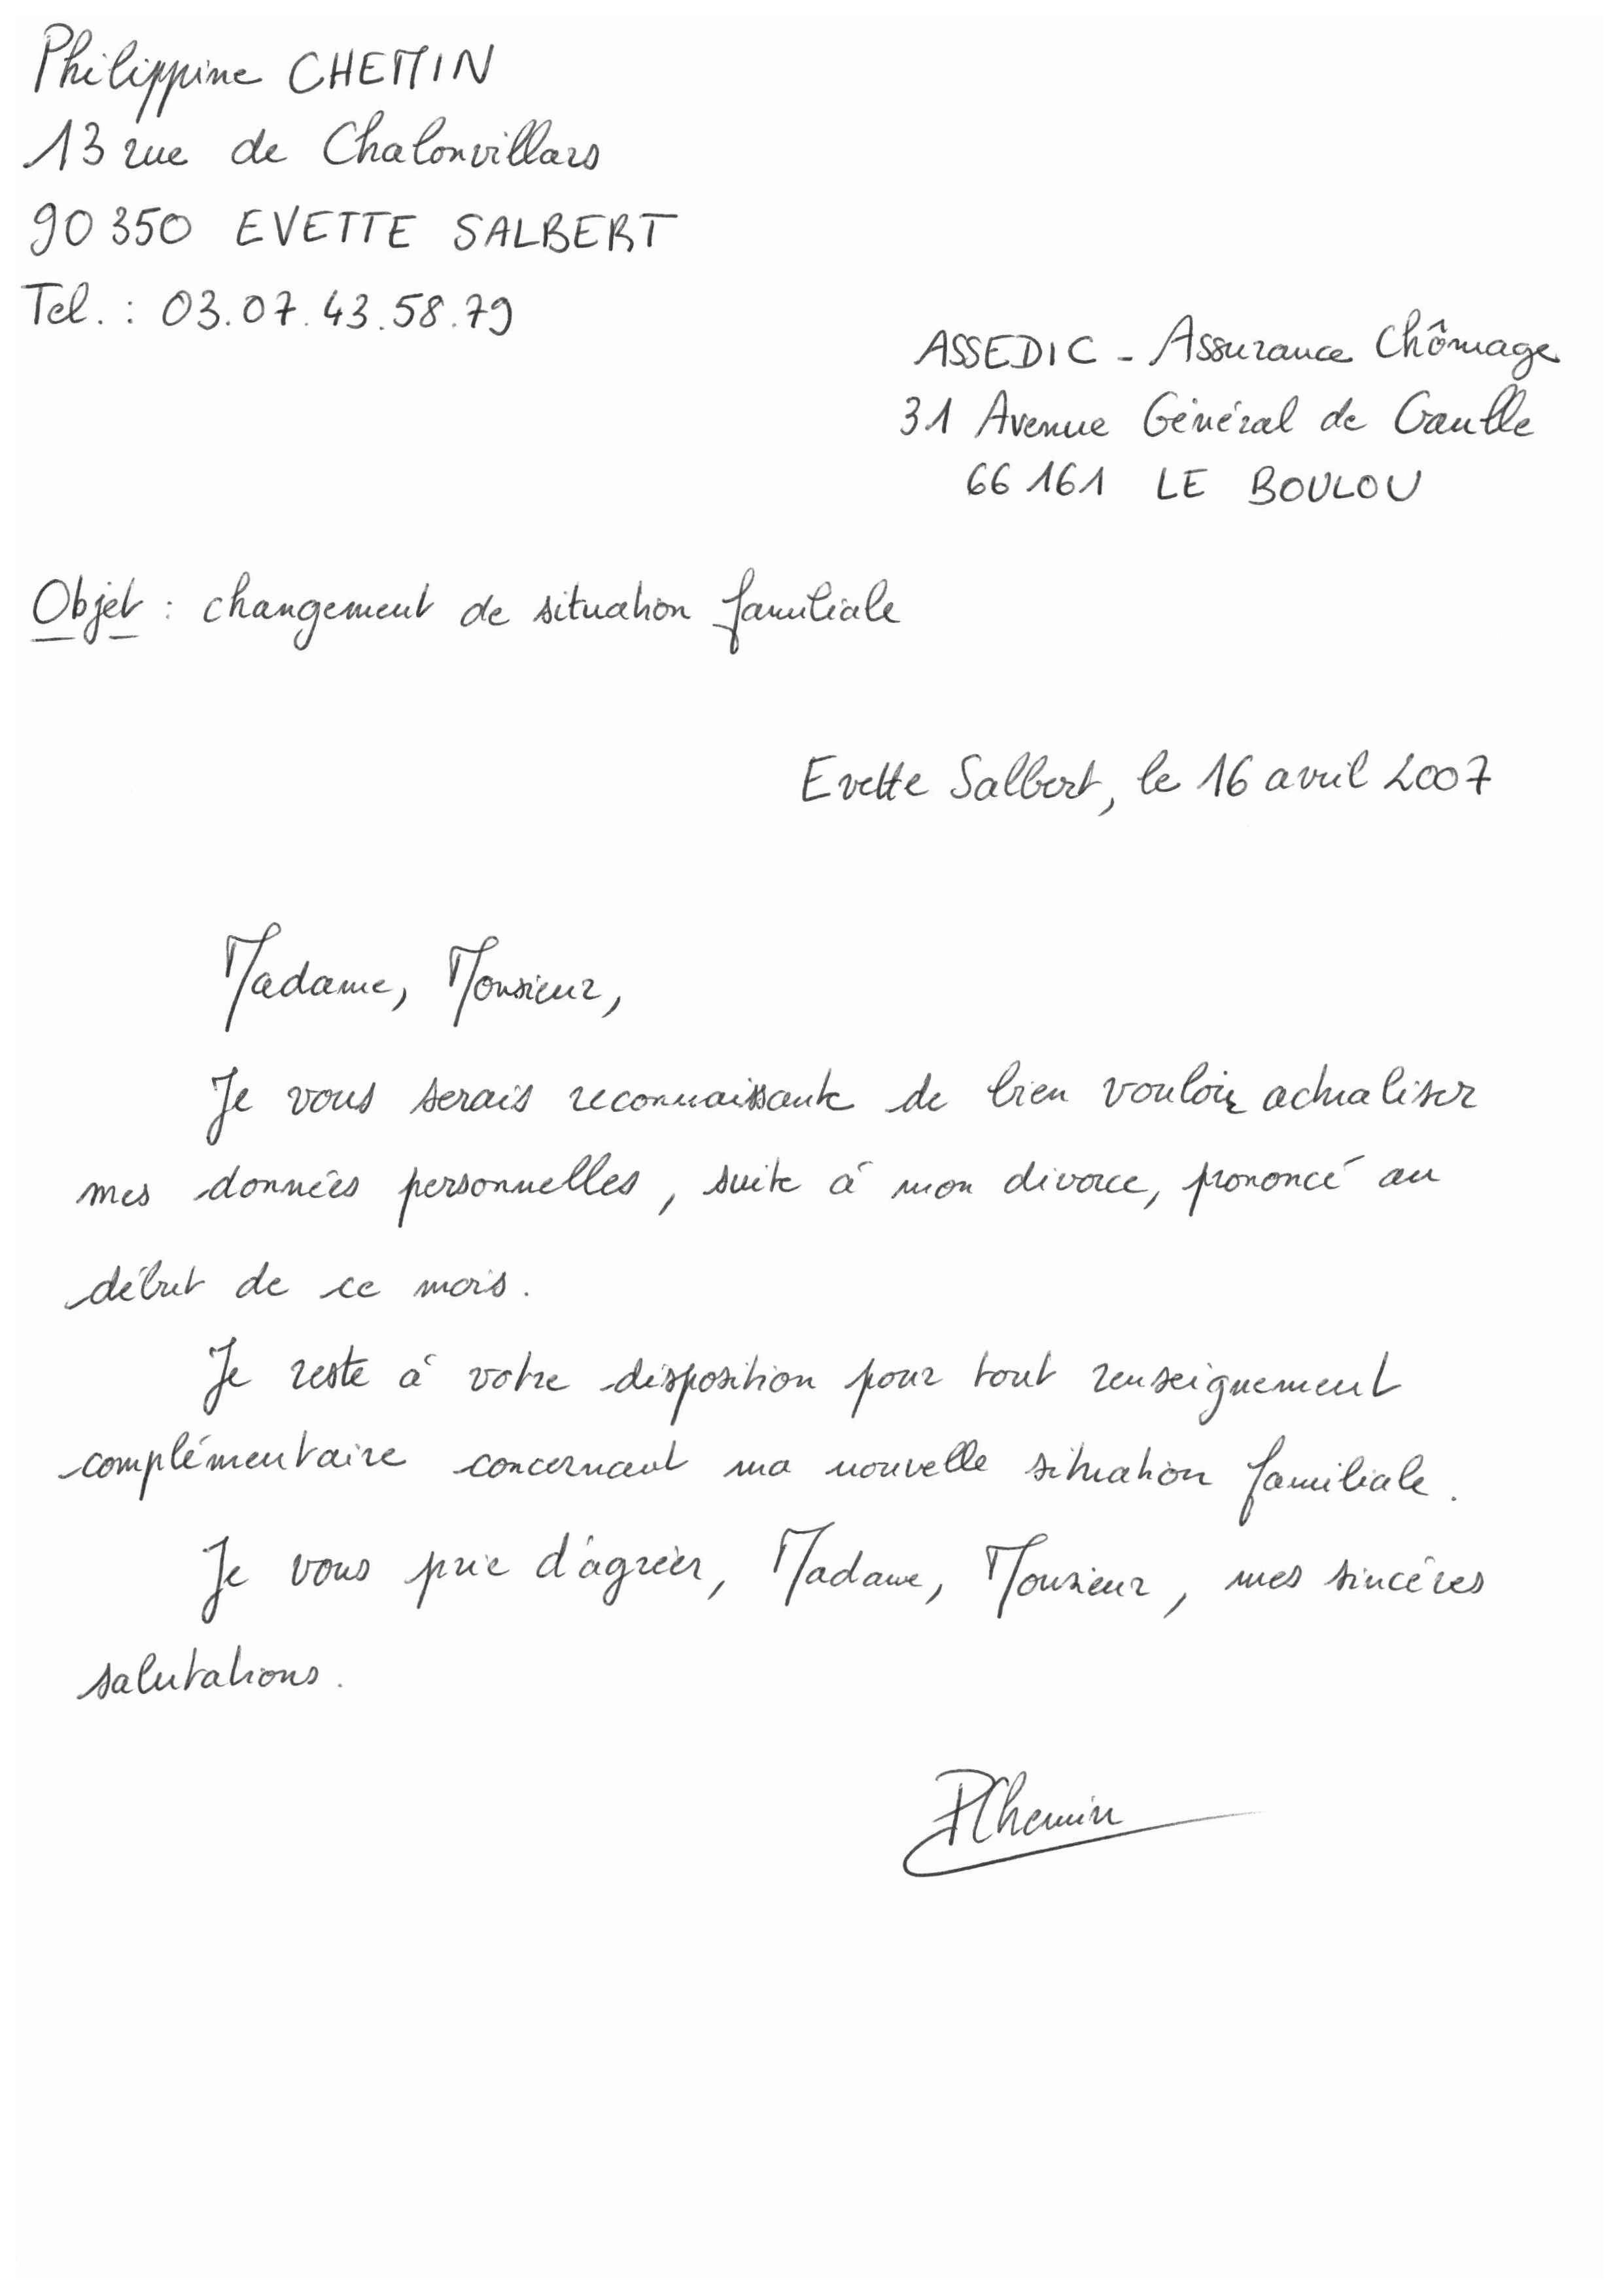 Philippine CHEMIN
13 rue de Chalonvillars
90350 EVETTE SALBERT
Tel. : 03.07.43.58.79
ASSEDIC - Assurance Chômage
31 Avenue Général de Gaulle
66161 LE BOULOU
Objet : changement de situation familiale
Evette Salbert, le 16 avril 2007
Madame, Monsieur,
Je vous serais reconnaissante de bien vouloir actualiser
mes données personnelles, suite à mon divorce, prononcé au
début de ce mois.
Je reste à votre disposition pour tout renseignement
complémentaire concernant ma nouvelle situation familiale.
Je vous prie d'agréer, Madame, Monsieur, mes sincères
salutations.
PChemin